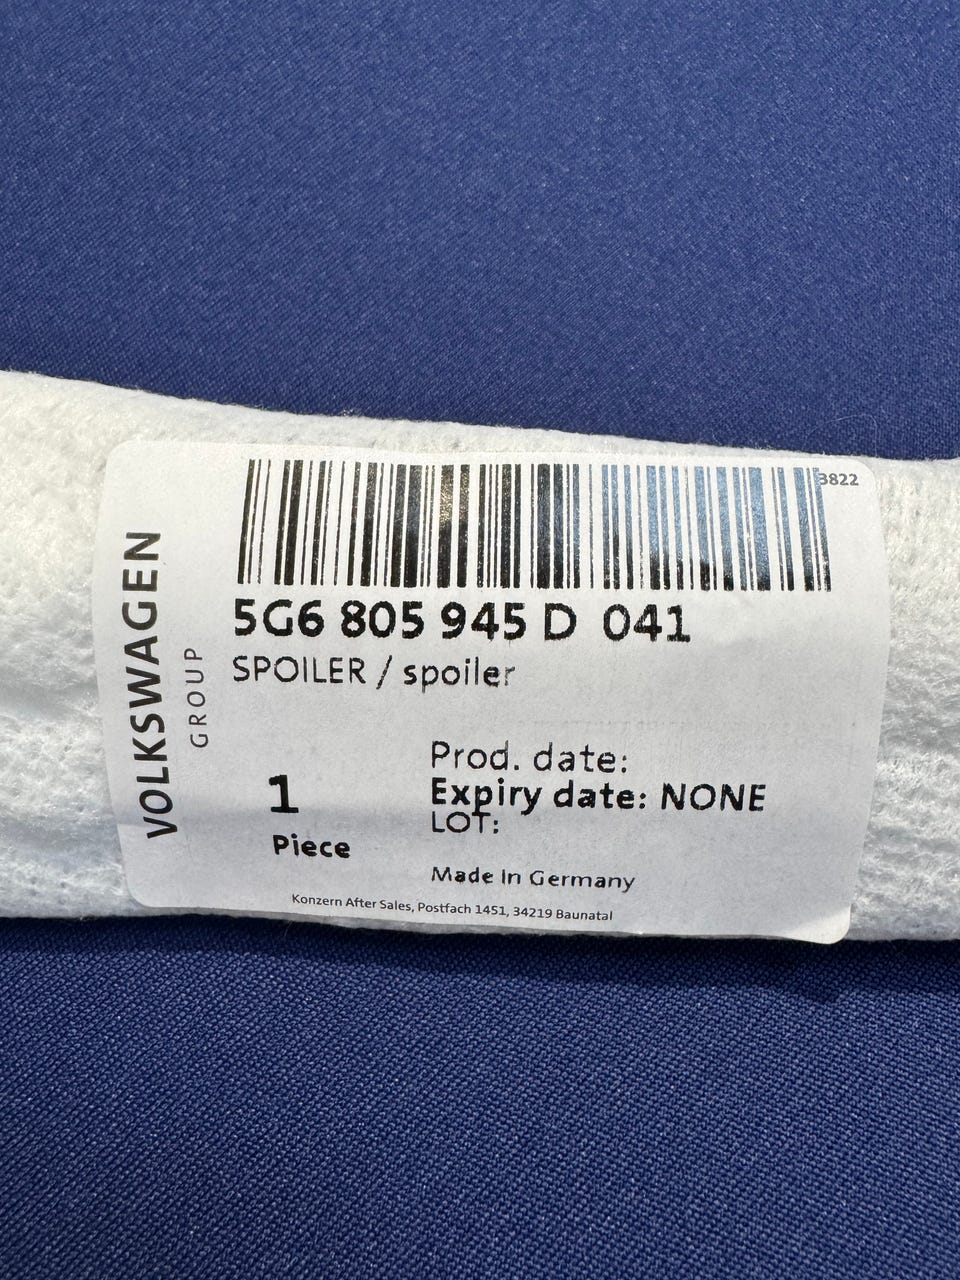 3822
VOLKSWAGEN
GROUP
5G6 805 945 D 041
SPOILER / spoiler
1
Piece
Prod. date:
Expiry date: NONE
LOT:
Made In Germany
Konzern After Sales, Postfach 1451, 34219 Baunatal